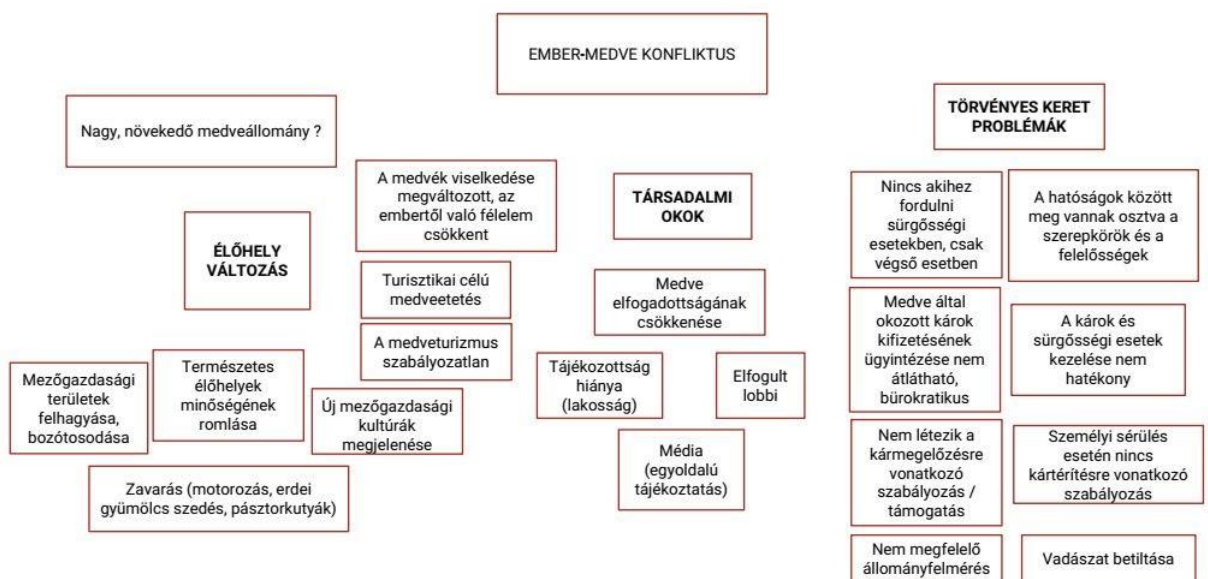 EMBER-MEDVE KONFLIKTUS
Nagy, növekedő medveállomány ?
TÖRVÉNYES KERET
PROBLÉMÁK
A medvék viselkedése
megváltozott, az
embertől való félelem
csökkent
TÁRSADALMI
OKOK
Nincs akihez
fordulni
sürgősségi
esetekben, csak
végső esetben
A hatóságok között
meg vannak osztva a
szerepkörök és a
felelősségek
ÉLŐHELY
VÁLTOZÁS
Turisztikai célú
medveetetés
Medve
elfogadottságának
csökkenése
Medve által
okozott károk
kifizetésének
ügyintézése nem
átlátható,
bürokratikus
A károk és
sürgősségi esetek
kezelése nem
hatékony
A medveturizmus
szabályozatlan
Mezőgazdasági
területek
felhagyása,
bozótosodása
Természetes
élőhelyek
minőségének
romlása
Új mezőgazdasági
kultúrák
megjelenése
Tájékozottság
hiánya
(lakosság)
Elfogult
lobbi
Média
(egyoldalú
tájékoztatás)
Nem létezik a
kármegelőzésre
vonatkozó
szabályozás /
támogatás
Személyi sérülés
esetén nincs
kártérítésre vonatkozó
szabályozás
Zavarás (motorozás, erdei
gyümölcs szedés, pásztorkutyák)
Nem megfelelő
állományfelmérés
Vadászat betiltása